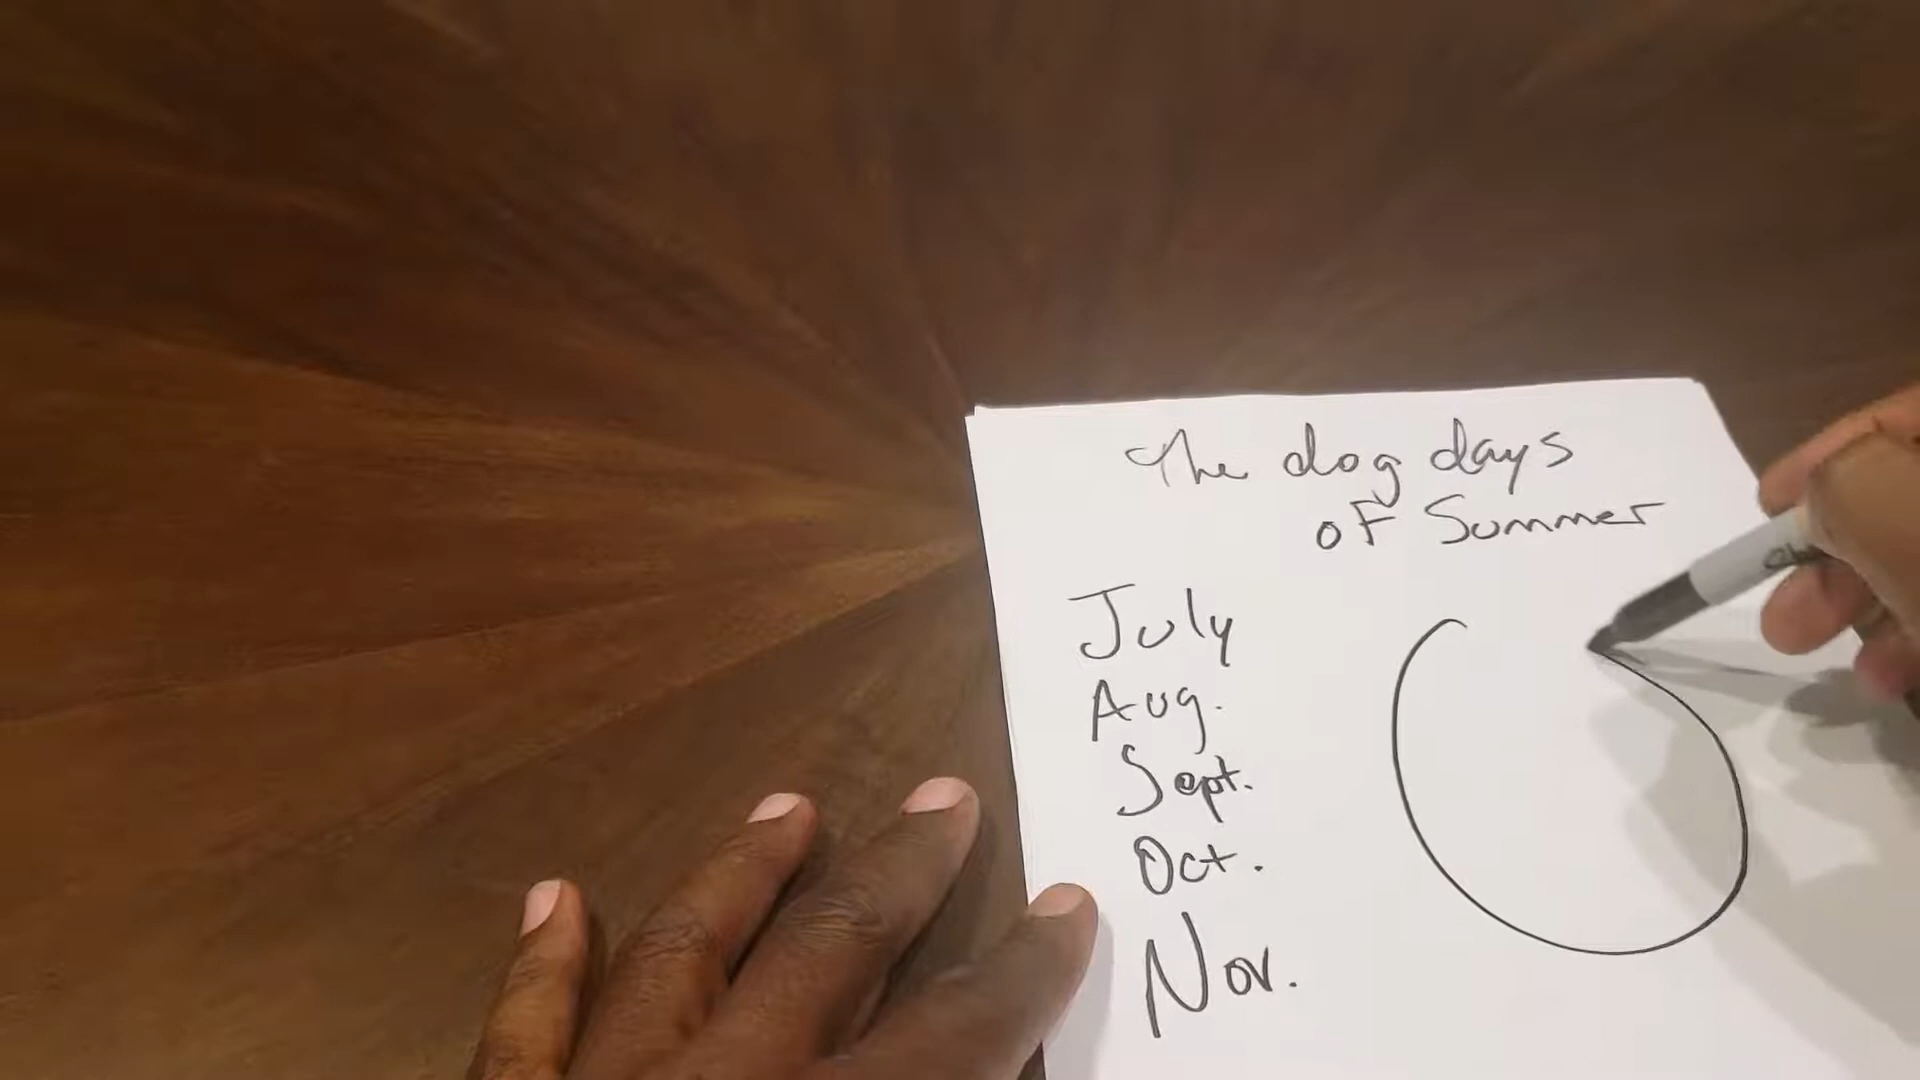 The dog days
of Summer
July
Aug.
Sept.
Oct.
Nov.